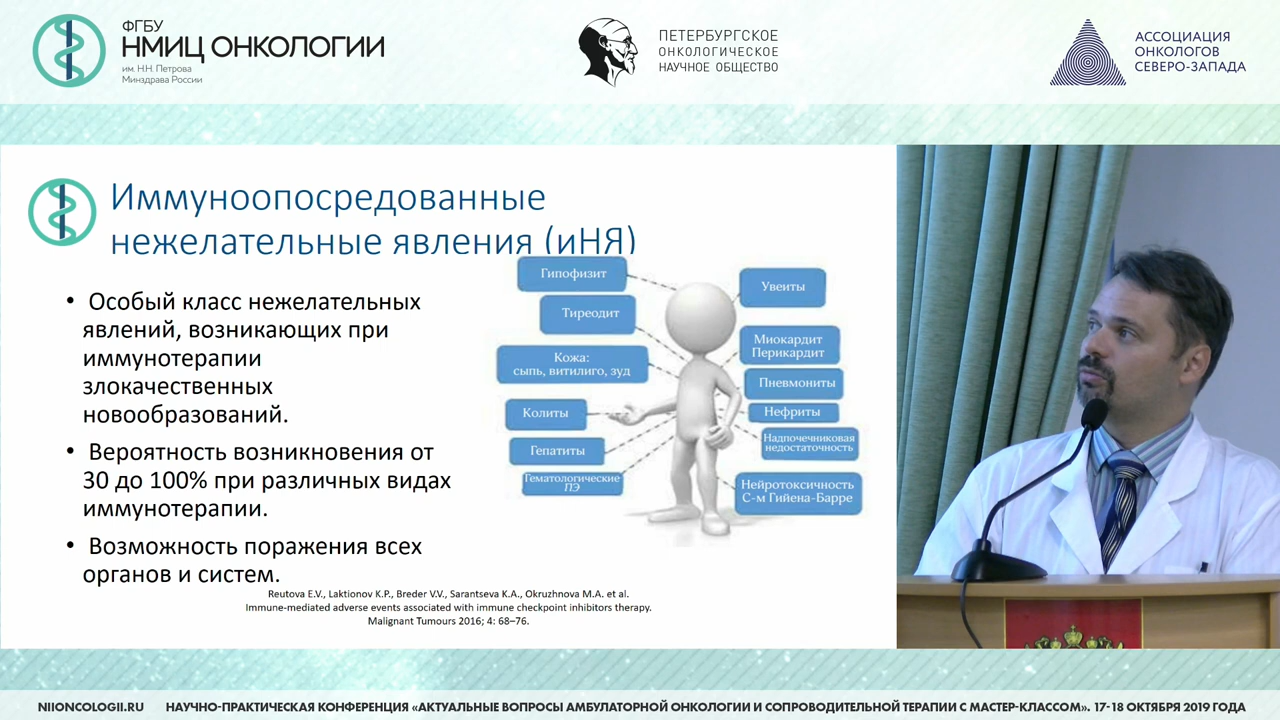 ФГБУ
НМИЦ ОНКОЛОГИИ
им. Н.Н. Петрова
Минздрава России
ПЕТЕРБУРГСКОЕ
ОНКОЛОГИЧЕСКОЕ
НАУЧНОЕ ОБЩЕСТВО
АССОЦИАЦИЯ
ОНКОЛОГОВ
СЕВЕРО-ЗАПАДА
Иммуноопосредованные
нежелательные явления (иНЯ)
• Особый класс нежелательных
явлений, возникающих при
иммунотерапии
злокачественных
новообразований.
• Вероятность возникновения от
30 до 100% при различных видах
иммунотерапии.
• Возможность поражения всех
органов и систем.
Гипофизит
Тиреодит
Кожа:
сыпь, витилиго, зуд
Колиты
Гепатиты
Гематологические
ПЭ
Увеиты
Миокардит
Перикардит
Пневмониты
Нефриты
Надпочечниковая
недостаточность
Нейротоксичность
С-м Гийена-Барре
Reutova E.V., Laktionov K.P., Breder V.V., Sarantseva K.A., Okruzhnova M.A. et al.
Immune-mediated adverse events associated with immune checkpoint inhibitors therapy.
Malignant Tumours 2016; 4: 68–76.
NIIONCOLOGII.RU НАУЧНО-ПРАКТИЧЕСКАЯ КОНФЕРЕНЦИЯ «АКТУАЛЬНЫЕ ВОПРОСЫ АМБУЛАТОРНОЙ ОНКОЛОГИИ И СОПРОВОДИТЕЛЬНОЙ ТЕРАПИИ С МАСТЕР-КЛАССОМ». 17-18 ОКТЯБРЯ 2019 ГОДА